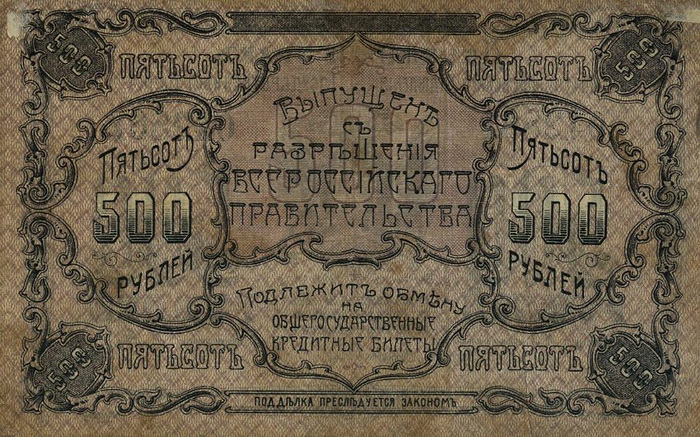 500 ПЯТЬСОТЪ ПЯТЬСОТЪ 500
ВЫПУЩЕНЪ
СЪ
РАЗРѢШЕНІЯ
ВСЕРОССІЙСКАГО
ПРАВИТЕЛЬСТВА
500
ПЯТЬСОТЪ
500
РУБЛЕЙ
ПЯТЬСОТЪ
500
РУБЛЕЙ
ПОДЛЕЖИТЪ ОБМѢНУ
НА
ОБЩЕГОСУДАРСТВЕННЫЕ
КРЕДИТНЫЕ БИЛЕТЫ
500 ПЯТЬСОТЪ ПЯТЬСОТЪ 500
ПОДДѢЛКА ПРЕСЛѢДУЕТСЯ ЗАКОНОМЪ